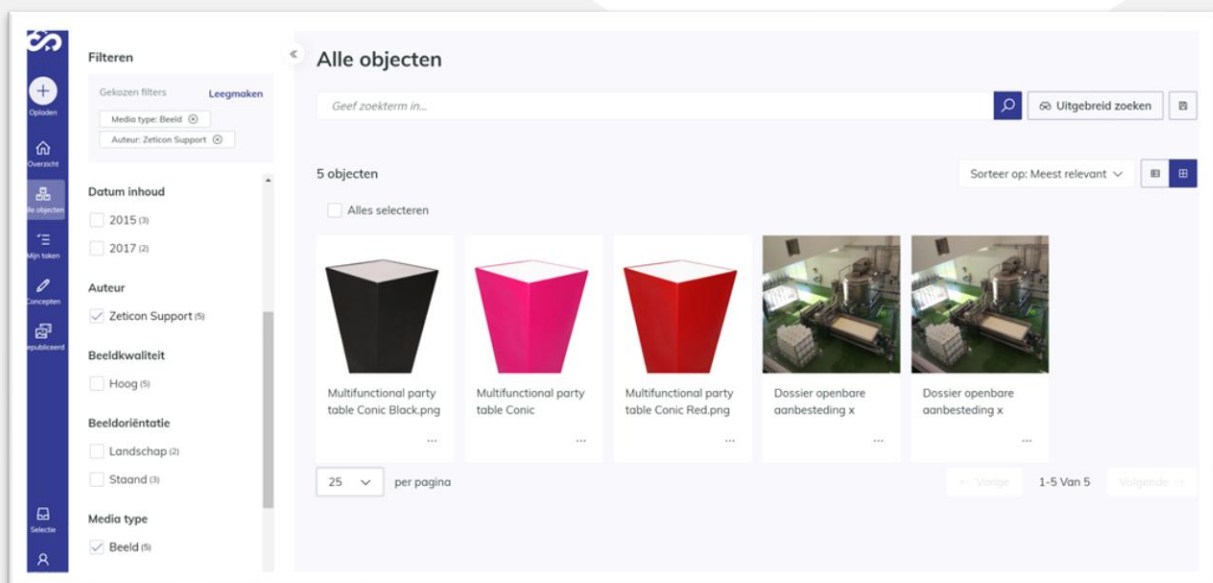 Oploden
Overzicht
lle objecten
Mijn taken
Concepten
epubliceerd
Selectie
Filteren
Gekozen filters
Leegmaken
Media type: Beeld
Auteur: Zeticon Support
Datum inhoud
2015 (3)
2017 (2)
Auteur
Zeticon Support (5)
Beeldkwaliteit
Hoog (5)
Beeldoriëntatie
Landschap (2)
Staand (3)
Media type
Beeld (5)
Alle objecten
Geef zoekterm in...
Uitgebreid zoeken
5 objecten
Sorteer op: Meest relevant
Alles selecteren
Multifunctional party
table Conic Black.png
...
Multifunctional party
table Conic
...
Multifunctional party
table Conic Red.png
...
Dossier openbare
aanbesteding x
...
Dossier openbare
aanbesteding x
...
25
per pagina
← Vorige
1-5 Van 5
Volgende →